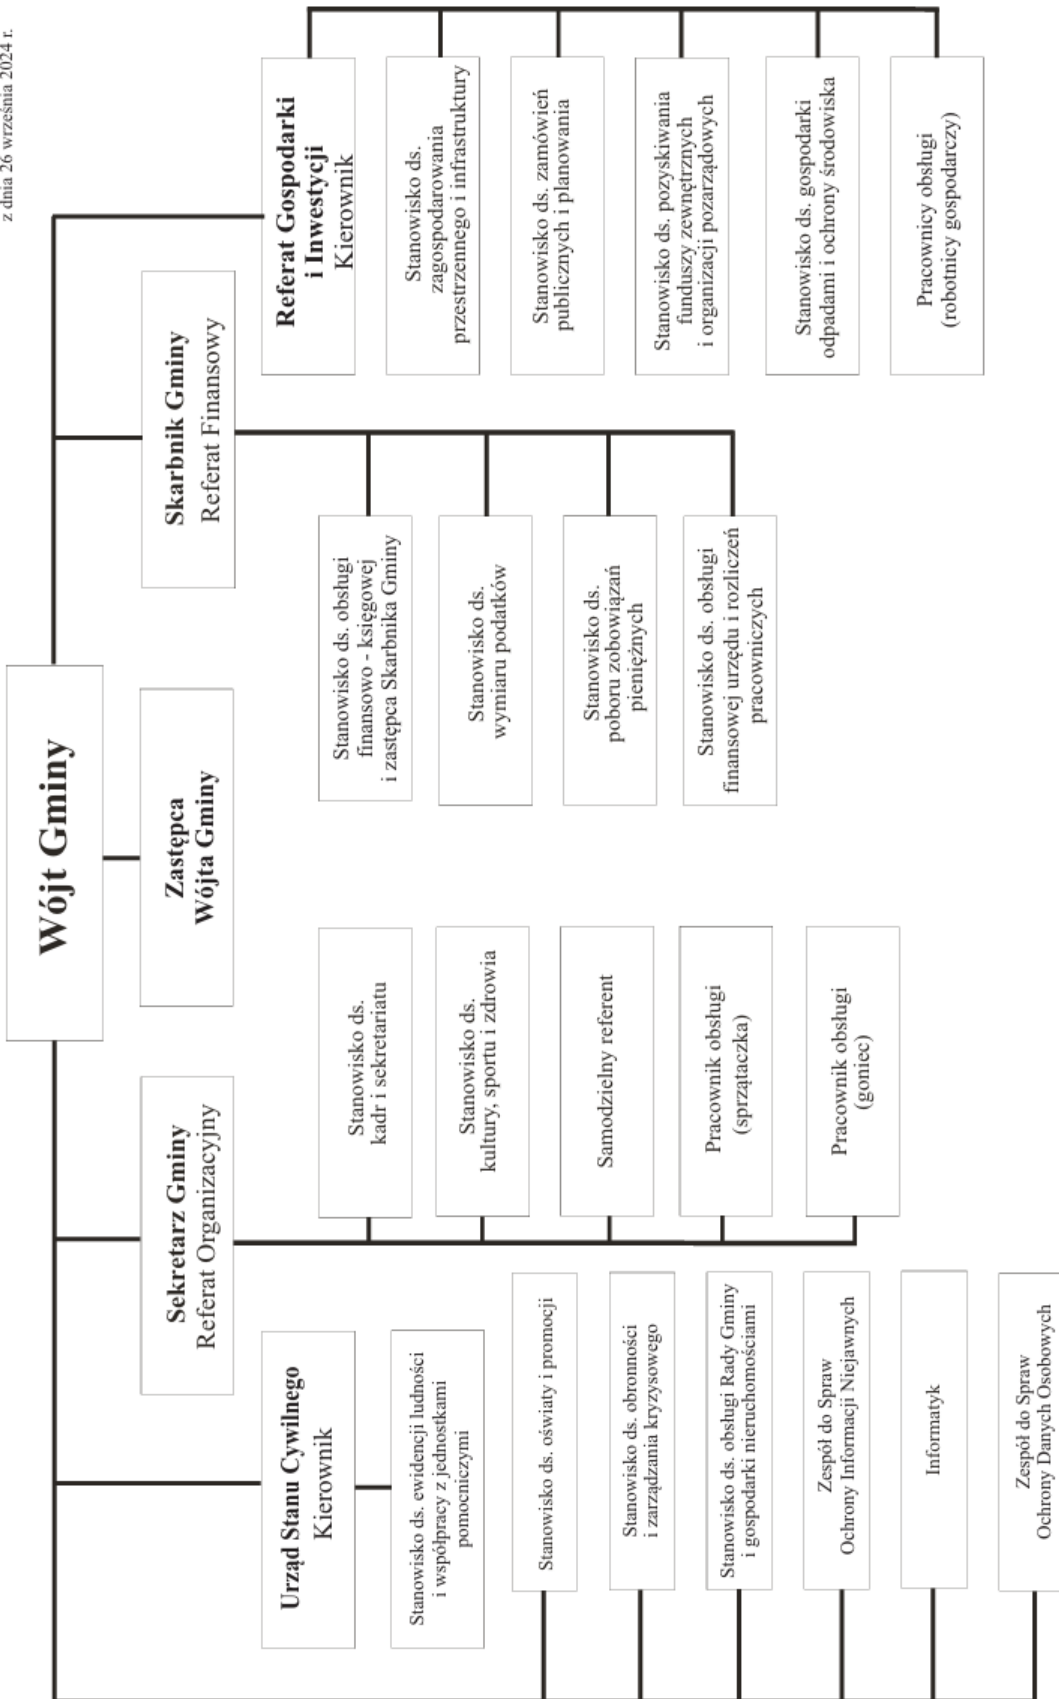 z dnia 26 września 2024 r.
Wójt Gminy
Zastępca
Wójta Gminy
Sekretarz Gminy
Referat Organizacyjny
Skarbnik Gminy
Referat Finansowy
Urząd Stanu Cywilnego
Kierownik
Referat Gospodarki
i Inwestycji
Kierownik
Stanowisko ds. ewidencji ludności
i współpracy z jednostkami
pomocniczymi
Stanowisko ds. oświaty i promocji
Stanowisko ds. obronności
i zarządzania kryzysowego
Stanowisko ds. obsługi Rady Gminy
i gospodarki nieruchomościami
Zespół do Spraw
Ochrony Informacji Niejawnych
Informatyk
Zespół do Spraw
Ochrony Danych Osobowych
Stanowisko ds.
kadr i sekretariatu
Stanowisko ds.
kultury, sportu i zdrowia
Samodzielny referent
Pracownik obsługi
(sprzątaczka)
Pracownik obsługi
(goniec)
Stanowisko ds. obsługi
finansowo - księgowej
i zastępca Skarbnika Gminy
Stanowisko ds.
wymiaru podatków
Stanowisko ds.
poboru zobowiązań
pieniężnych
Stanowisko ds. obsługi
finansowej urzędu i rozliczeń
pracowniczych
Stanowisko ds.
zagospodarowania
przestrzennego i infrastruktury
Stanowisko ds. zamówień
publicznych i planowania
Stanowisko ds. pozyskiwania
funduszy zewnętrznych
i organizacji pozarządowych
Stanowisko ds. gospodarki
odpadami i ochrony środowiska
Pracownicy obsługi
(robotnicy gospodarczy)